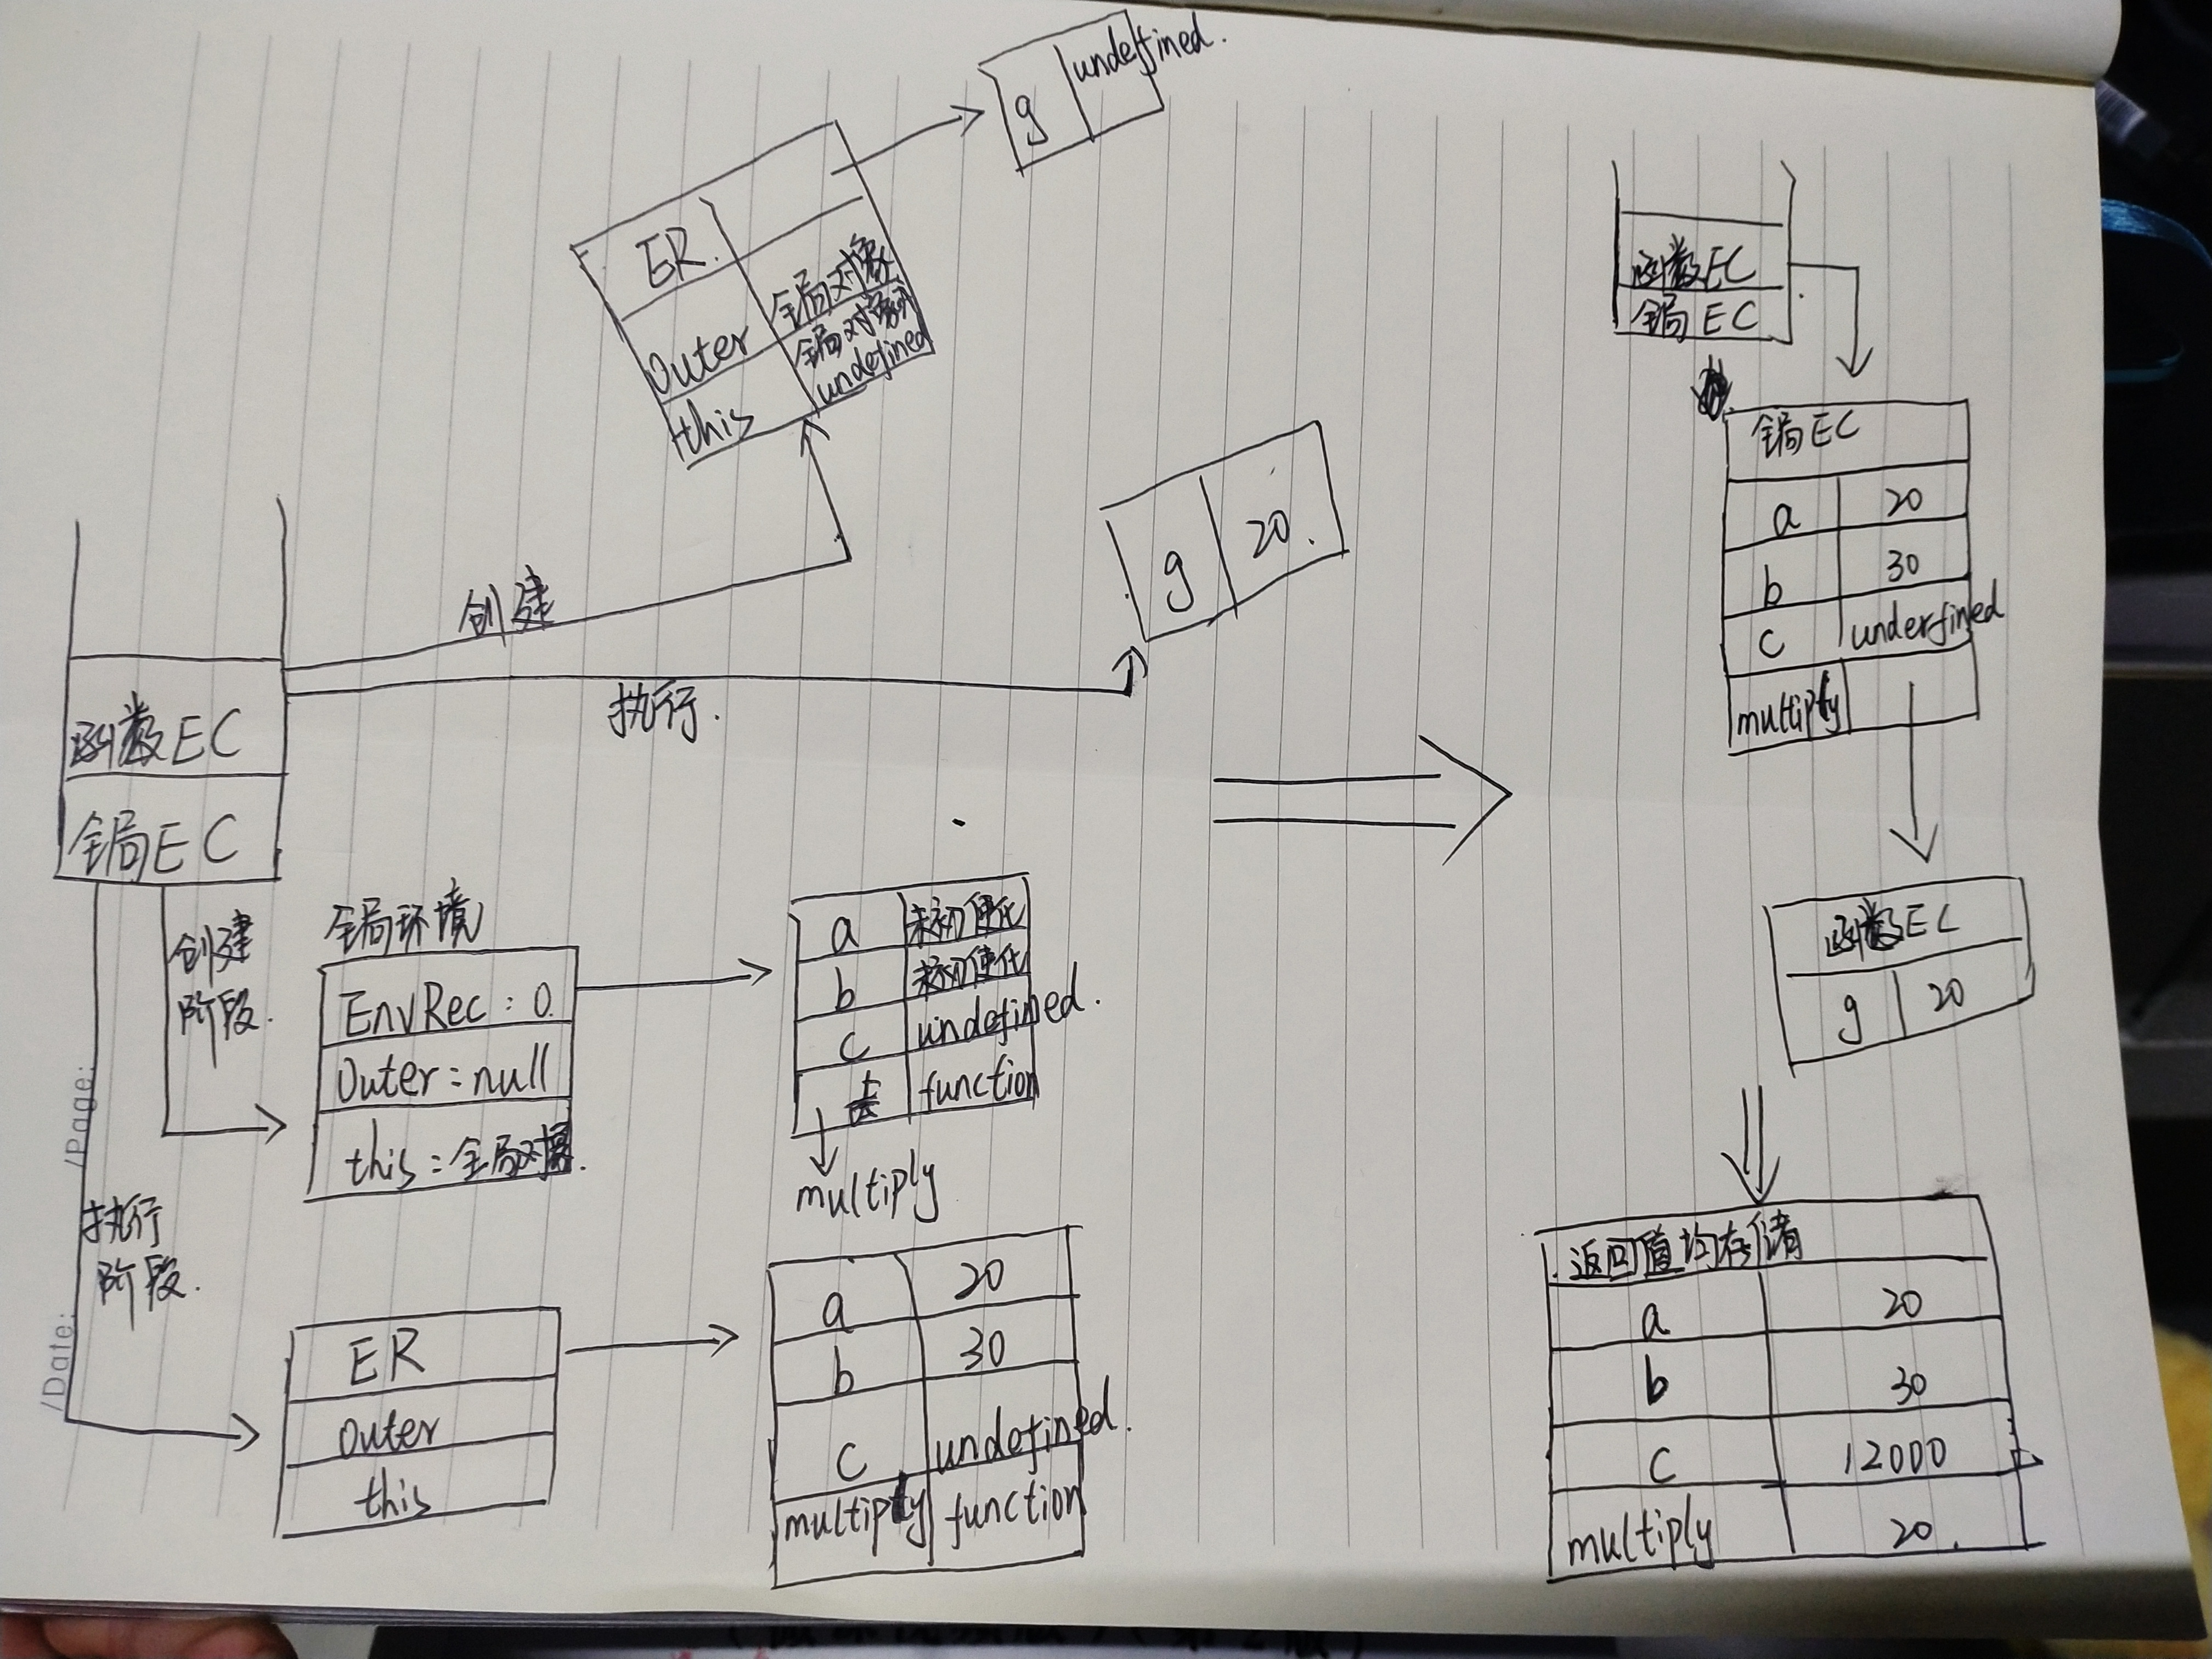 g undefined.
ER.
outer 全局对象
this 全局对象或
undefined
创建
执行.
g 20.
函数EC
全局EC
创建
阶段.
全局环境
EnvRec: 0.
Outer: null
this: 全局对象.
a 未初使化
b 未初使化
c undefined.
function
multiply
执行
阶段.
ER
outer
this
a 20
b 30
c undefined.
multiply function
函数EC
全局EC
全局EC
a 20
b 30
c underfined
multiply
函数EC
g 20
返回值均存储
a 20
b 30
c 12000
multiply 20.
/Page:
/Date: